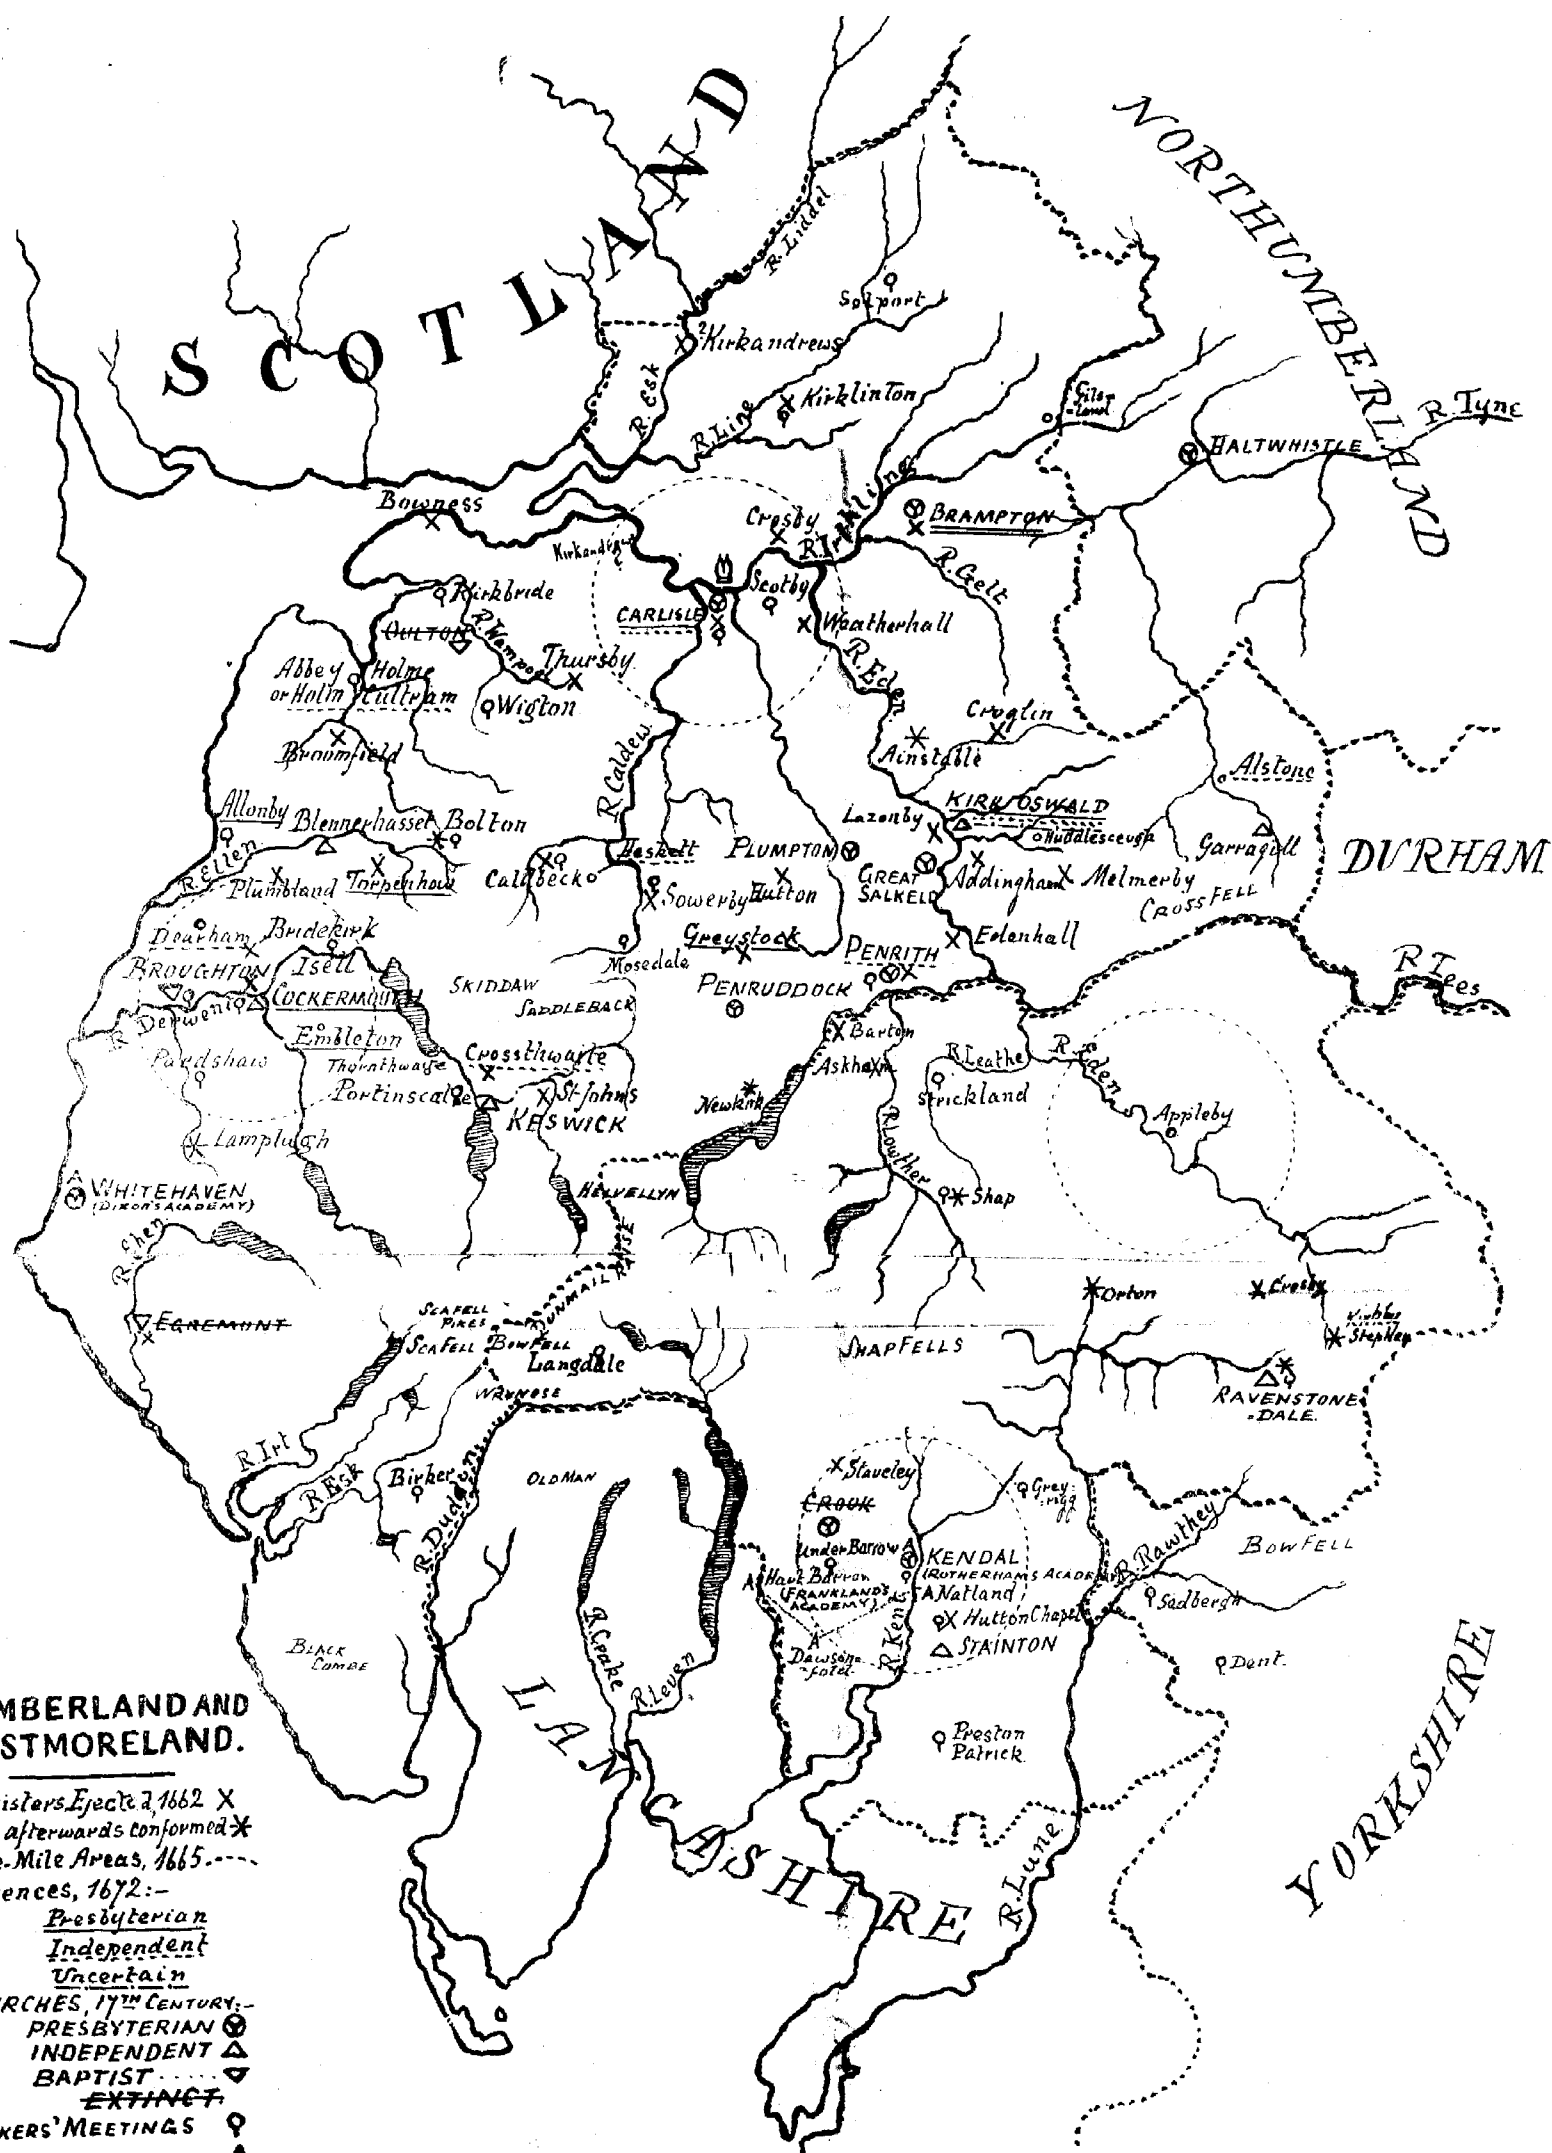 SCOTLAND
NORTHUMBERLAND
R. Liddel
Solport
?Kirkandrews
R. Esk
Kirklinton
R. Line
Gils-
land
R. Tyne
HALTWHISTLE
Bowness
Crosby
R. Irthling
BRAMPTON
R. Gelt
Kirkbride
Scotby
CARLISLE
Weatherhall
OULTON
R. Wampool
Thursby
Abbey Holme
or Holm Cultram
Wigton
R. Eden
Croglin
Broomfield
Ainstable
R. Caldew
Alstone
Allonby
Blennerhasset
Bolton
Lazonby
KIRKOSWALD
Huddlesceugh
Garragill
DURHAM
R. Ellen
Heskett
PLUMPTON
Plumbland
Torpenhow
Caldbeck
GREAT
SALKELD
Addingham
Melmerby
CROSSFELL
Sowerby
Hutton
Dearham
Bridekirk
Greystock
Edenhall
BROUGHTON
Isell
Mosedale
PENRITH
R Tees
COCKERMOUTH
SKIDDAW
PENRUDDOCK
R Derwent
SADDLEBACK
Embleton
Barton
Pardshaw
Thornthwaite
Crossthwaite
Askham
R. Leathe
R. Eden
Portinscale
St Johns
Newkirk
Strickland
KESWICK
Appleby
Lamplugh
R. Lowther
WHITEHAVEN
(DIXON'S ACADEMY)
HELVELLYN
Shap
R. Ehen
DUNMAIL RAISE
Orton
Crosby
EGREMONT
SCAFELL
PIKES
Kirkby
Stephen
SCAFELL
BOWFELL
Langdale
SHAP FELLS
WRYNOSE
RAVENSTONE
-DALE.
R Irt
R Esk
Birker
OLD MAN
Staveley
R. Duddon
CROOK
Grey-
rigg
R. Rawthey
Under Barrow
KENDAL
(ROTHERHAM'S ACADEMY)
BOWFELL
(FRANKLAND'S
ACADEMY)
Natland
Sadbergh
R. Crake
Hutton Chapel
R. Kent
STAINTON
Dawson
Fold
BLACK
COMBE
R. Leven
Dent.
LANCASHIRE
Preston
Patrick
YORKSHIRE
R. Lune
MBERLAND AND
STMORELAND.
isters Ejected, 1662 X
afterwards conformed
-Mile Areas, 1665.----
ences, 1672:-
Presbyterian
Independent
Uncertain
RCHES, 17TH CENTURY:-
PRESBYTERIAN
INDEPENDENT
BAPTIST .....
EXTINCT.
KERS' MEETINGS